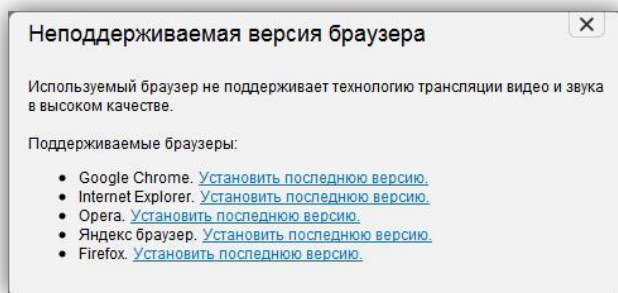 Неподдерживаемая версия браузера
Используемый браузер не поддерживает технологию трансляции видео и звука
в высоком качестве.
Поддерживаемые браузеры:
• Google Chrome. Установить последнюю версию.
• Internet Explorer. Установить последнюю версию.
• Opera. Установить последнюю версию.
• Яндекс браузер. Установить последнюю версию.
• Firefox. Установить последнюю версию.